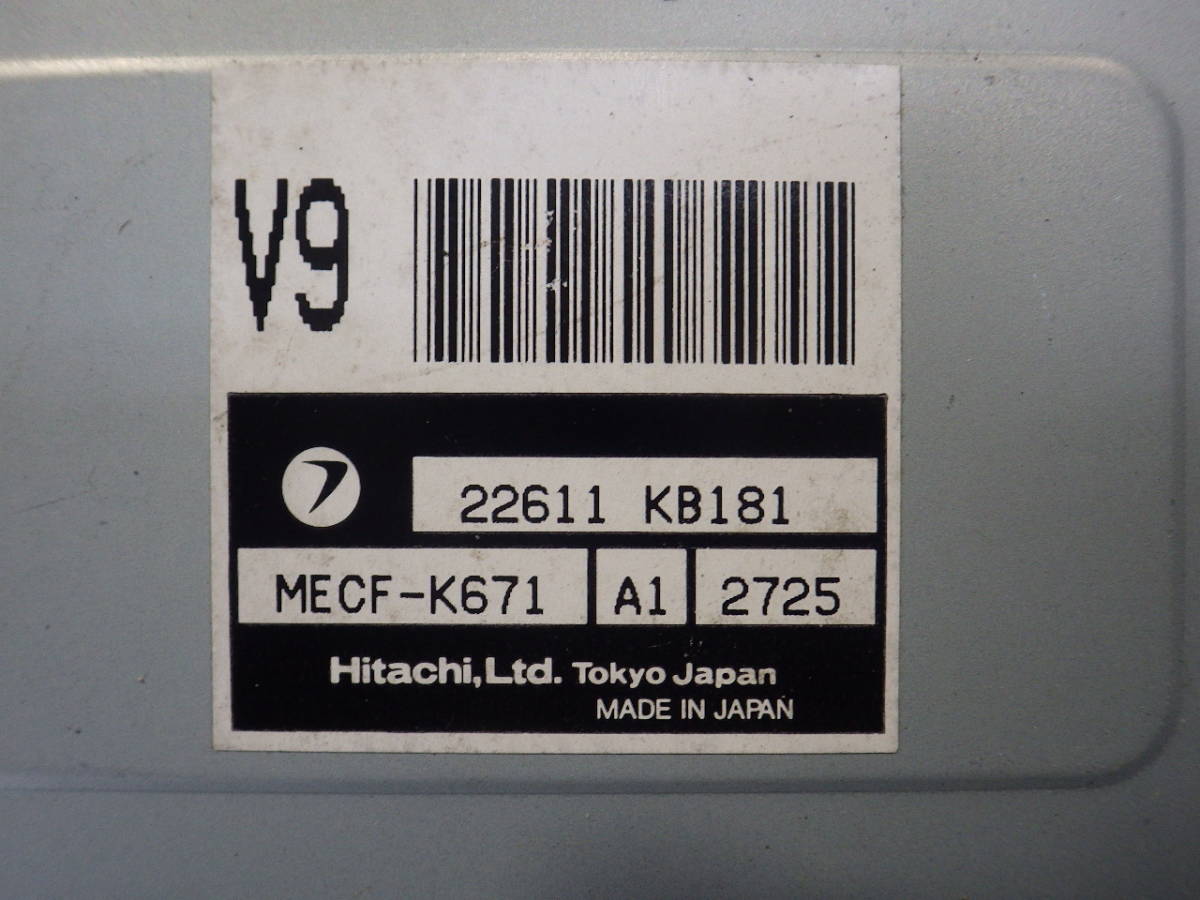 V9
22611 KB181
MECF-K671 A1 2725
Hitachi,Ltd. Tokyo Japan
MADE IN JAPAN